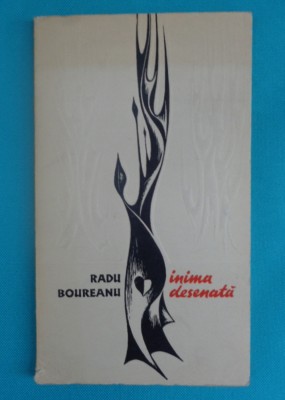 RADU
BOUREANU
inima
desenată